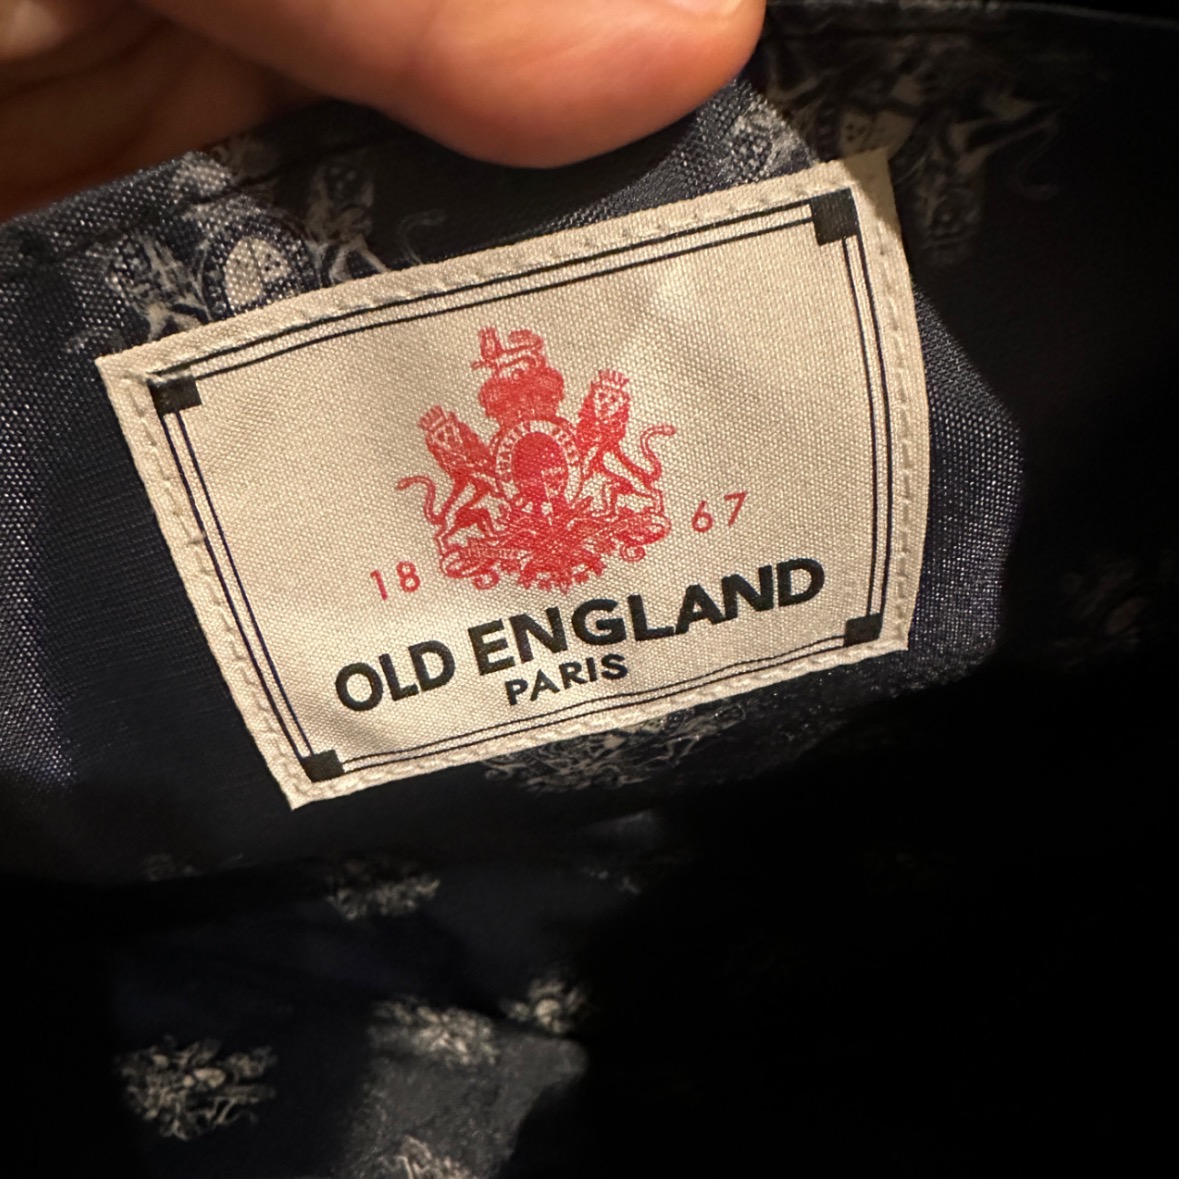 18 67
OLD ENGLAND
PARIS